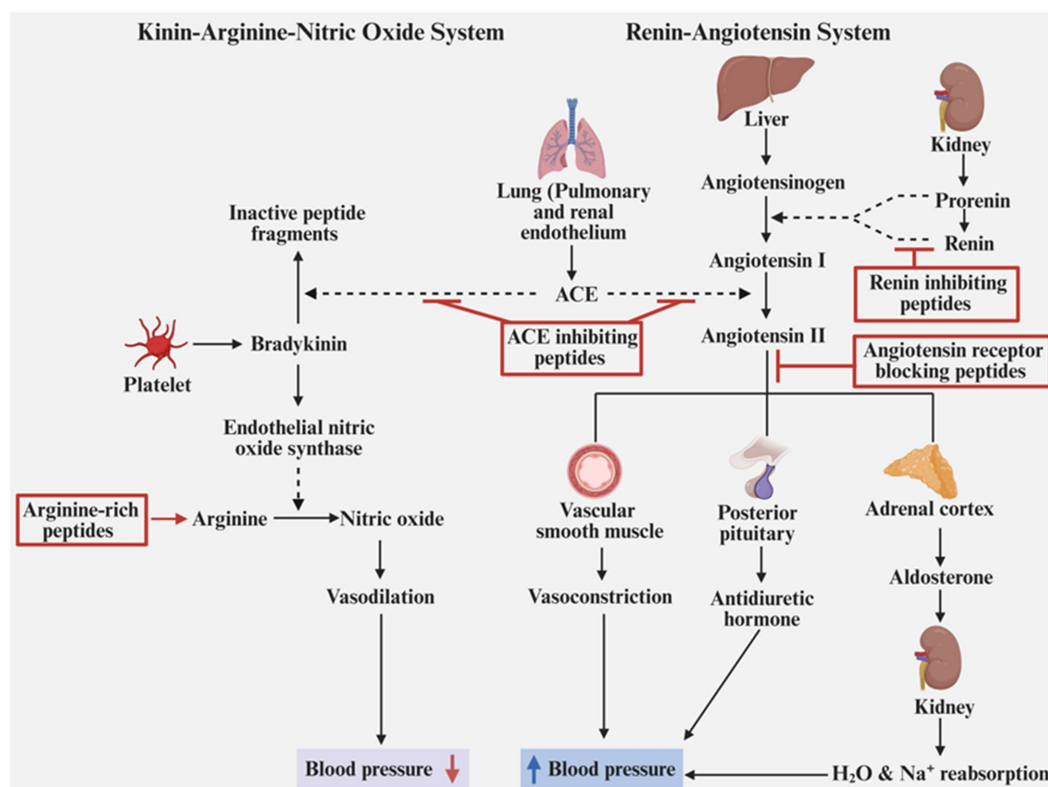 Kinin-Arginine-Nitric Oxide System
Renin-Angiotensin System
Liver
Kidney
Lung (Pulmonary
and renal
endothelium
Angiotensinogen
Prorenin
Renin
Inactive peptide
fragments
Angiotensin I
Renin inhibiting
peptides
ACE
ACE inhibiting
peptides
Angiotensin II
Angiotensin receptor
blocking peptides
Platelet
Bradykinin
Endothelial nitric
oxide synthase
Arginine-rich
peptides
Arginine
Nitric oxide
Vascular
smooth muscle
Posterior
pituitary
Adrenal cortex
Vasodilation
Vasoconstriction
Antidiuretic
hormone
Aldosterone
Kidney
Blood pressure
Blood pressure
H₂O & Na⁺ reabsorption